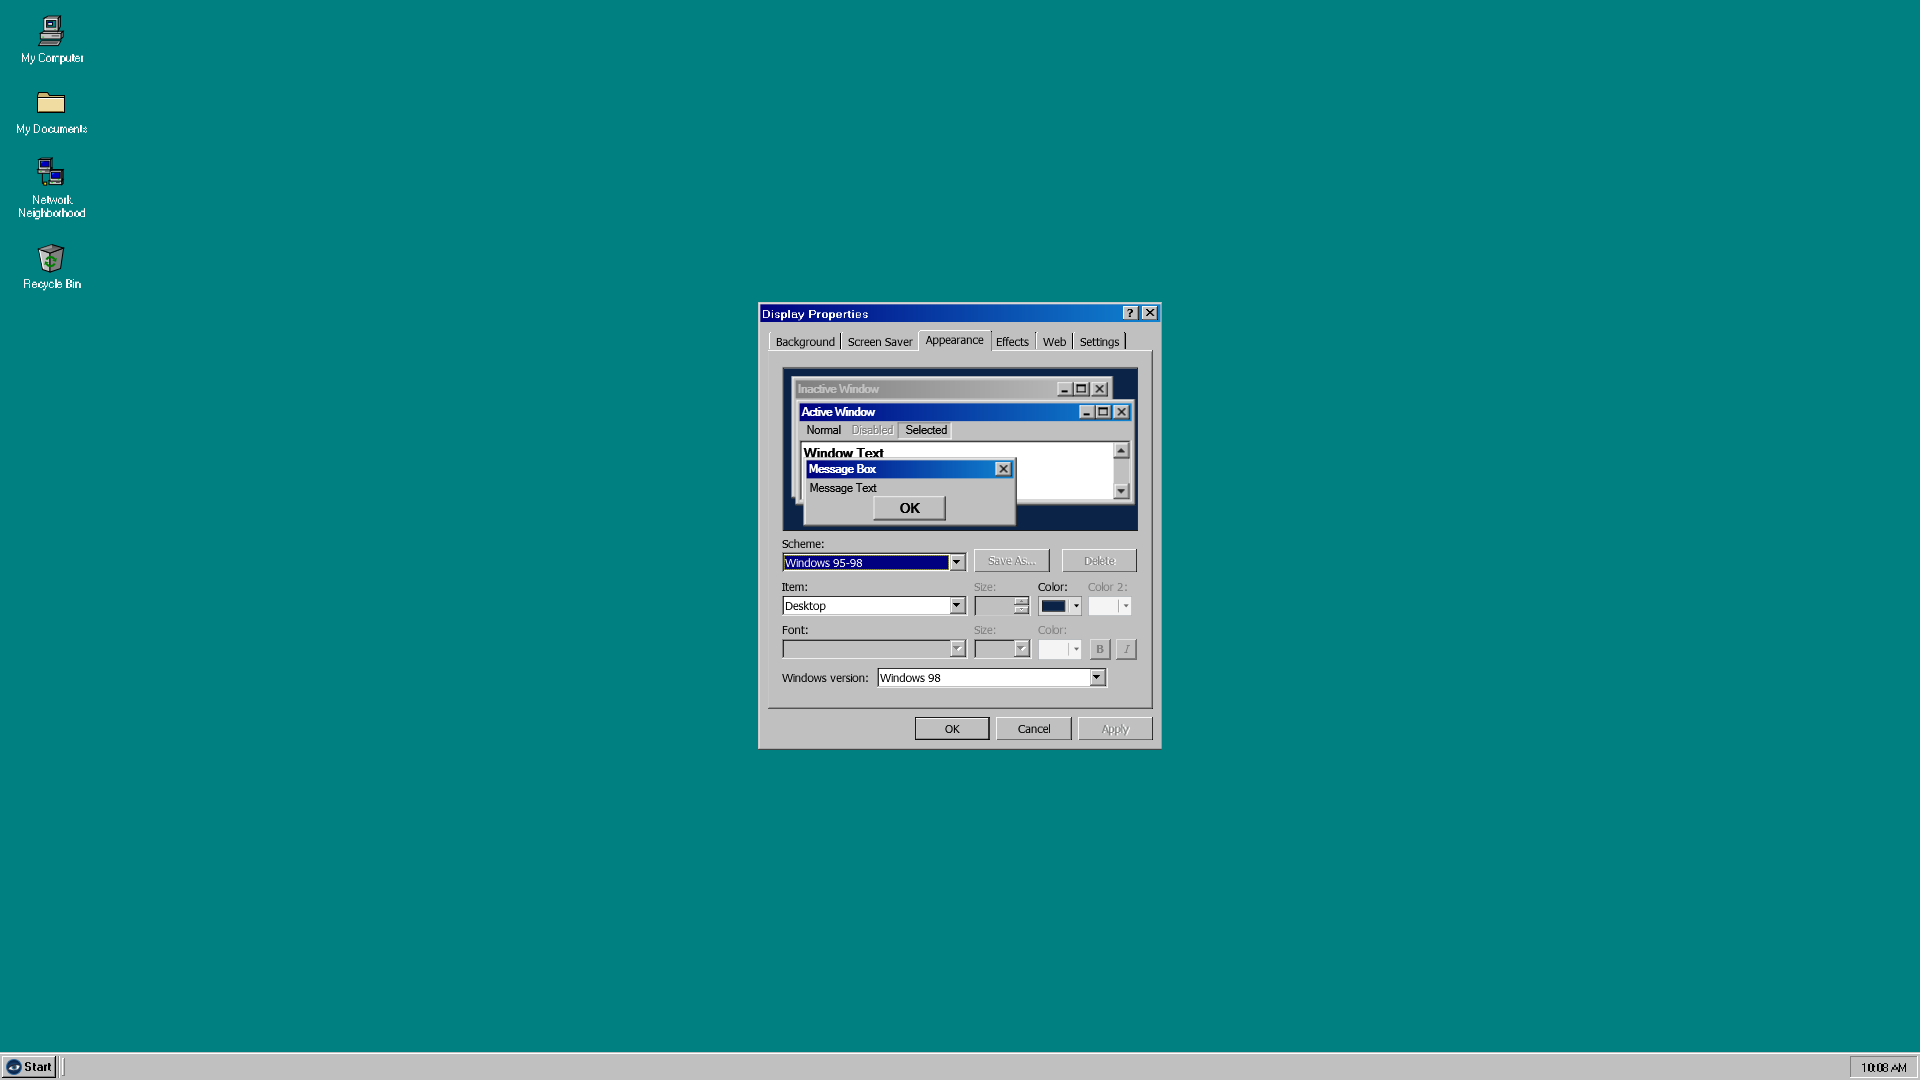 My Computer
My Documents
Network
Neighborhood
Recycle Bin
Display Properties
Background Screen Saver Appearance Effects Web Settings
Inactive Window
Active Window
Normal Disabled Selected
Window Text
Message Box
Message Text
OK
Scheme:
Windows 95-98 Save As... Delete
Item: Size: Color: Color 2:
Desktop
Font: Size: Color:
B I
Windows version: Windows 98
OK Cancel Apply
Start 10:08 AM